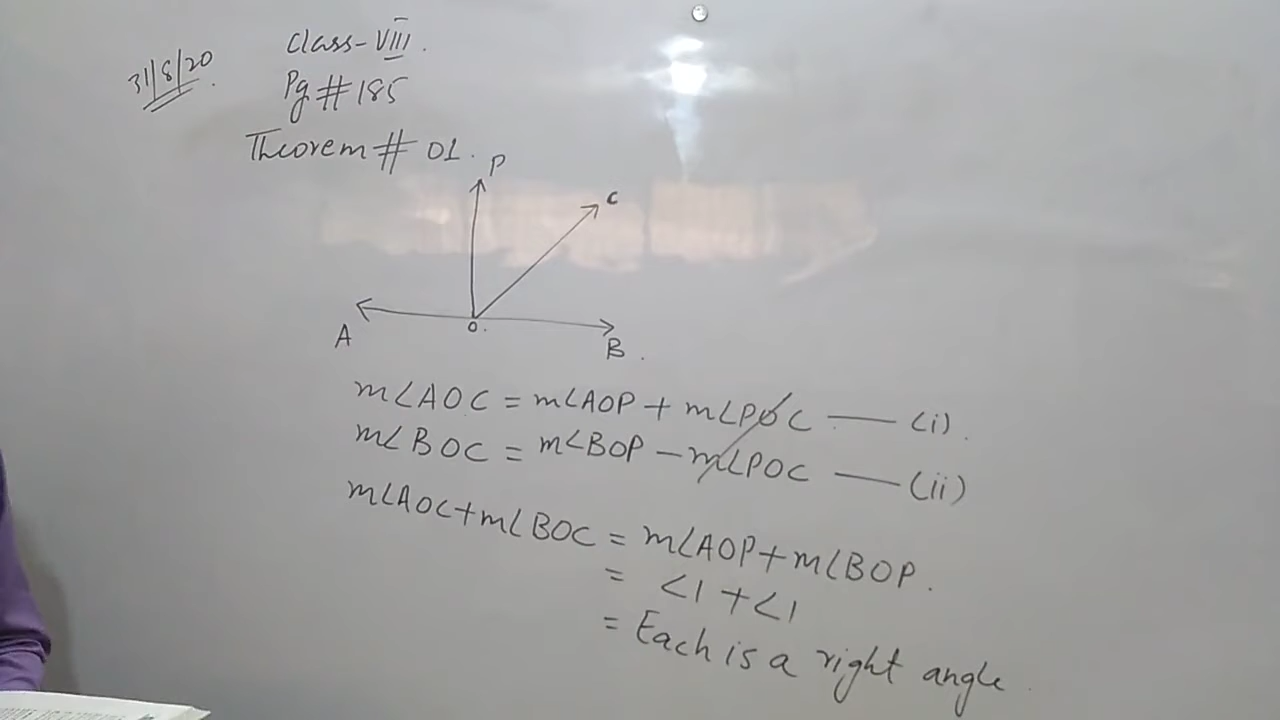 31/8/20
Class-VIII.
Pg # 185
Theorem # 01.
P
C
A
O.
B.
m∠AOC = m∠AOP + m∠POC — (i).
m∠BOC = m∠BOP - m∠POC — (ii)
m∠AOC+m∠BOC = m∠AOP+m∠BOP.
= ∠1 + ∠1
= Each is a right angle.